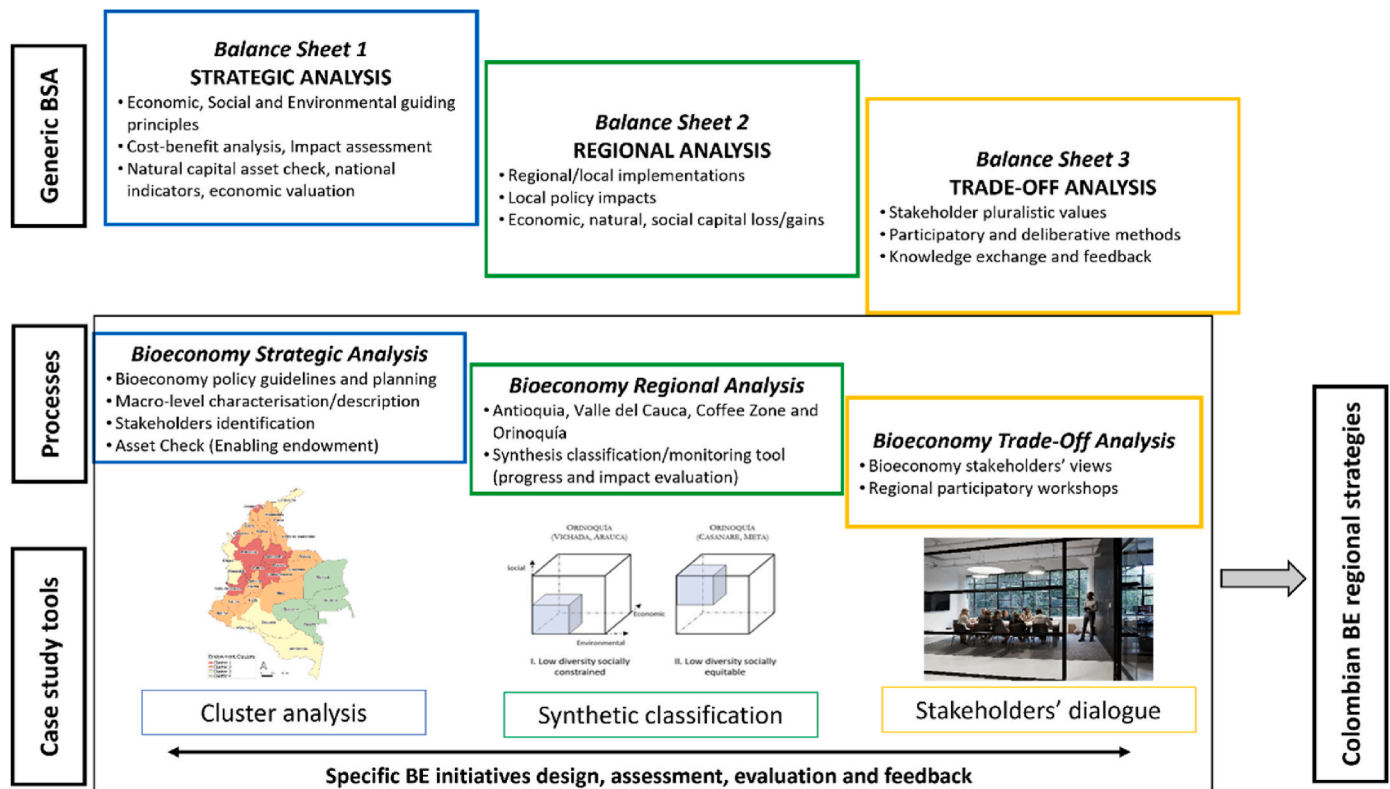 Generic BSA
Balance Sheet 1
STRATEGIC ANALYSIS
• Economic, Social and Environmental guiding
principles
• Cost-benefit analysis, Impact assessment
• Natural capital asset check, national
indicators, economic valuation
Balance Sheet 2
REGIONAL ANALYSIS
• Regional/local implementations
• Local policy impacts
• Economic, natural, social capital loss/gains
Balance Sheet 3
TRADE-OFF ANALYSIS
• Stakeholder pluralistic values
• Participatory and deliberative methods
• Knowledge exchange and feedback
Processes
Bioeconomy Strategic Analysis
• Bioeconomy policy guidelines and planning
• Macro-level characterisation/description
• Stakeholders identification
• Asset Check (Enabling endowment)
Bioeconomy Regional Analysis
• Antioquia, Valle del Cauca, Coffee Zone and
Orinoquía
• Synthesis classification/monitoring tool
(progress and impact evaluation)
Bioeconomy Trade-Off Analysis
• Bioeconomy stakeholders’ views
• Regional participatory workshops
Case study tools
ORINOQUÍA
(VICHADA, ARAUCA)
Social
Economic
Environmental
I. Low diversity socially
constrained
ORINOQUÍA
(CASANARE, META)
II. Low diversity socially
equitable
Cluster analysis
Synthetic classification
Stakeholders’ dialogue
Specific BE initiatives design, assessment, evaluation and feedback
Colombian BE regional strategies